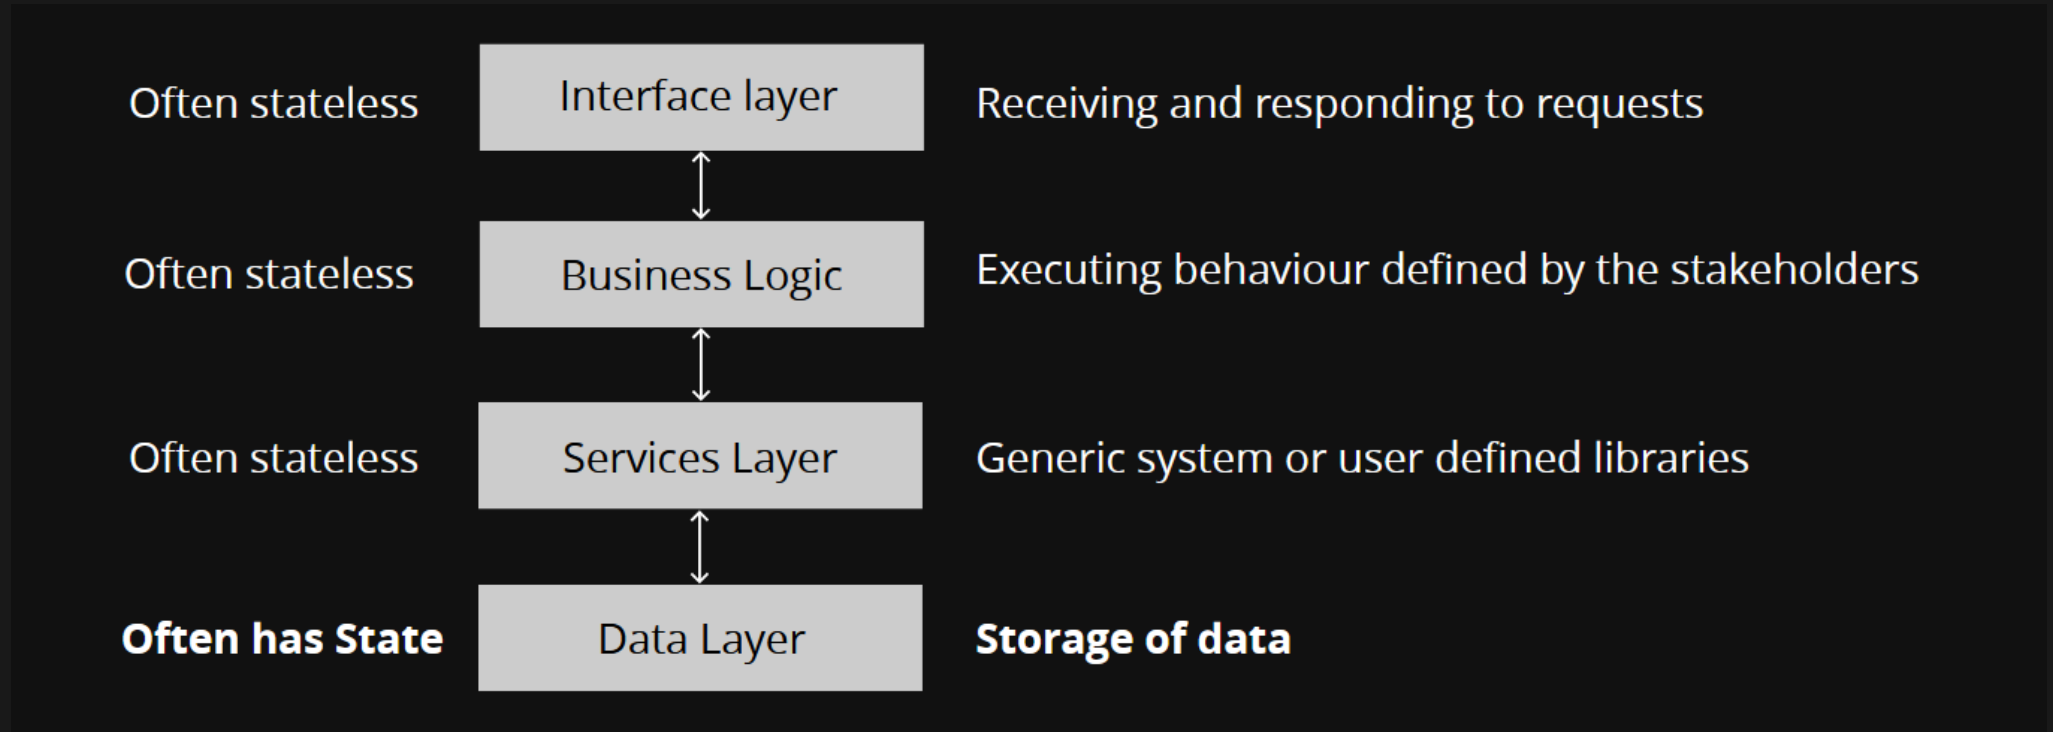 Often stateless
Interface layer
Receiving and responding to requests
Often stateless
Business Logic
Executing behaviour defined by the stakeholders
Often stateless
Services Layer
Generic system or user defined libraries
Often has State
Data Layer
Storage of data